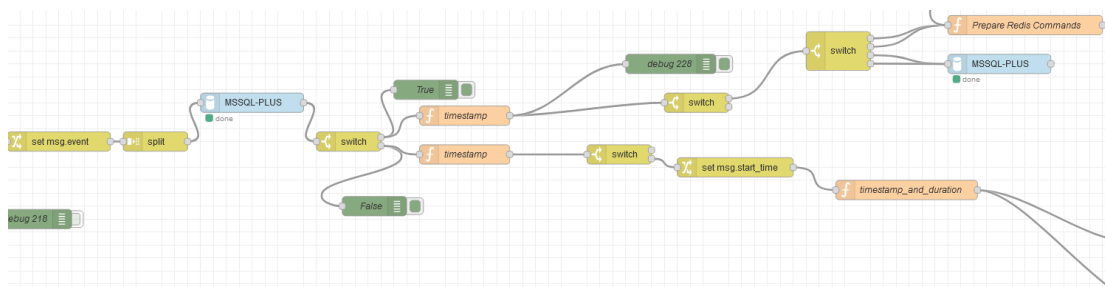 Prepare Redis Commands
switch
debug 228
MSSQL-PLUS
done
True
MSSQL-PLUS
done
timestamp
switch
set msg.event
split
switch
timestamp
switch
set msg.start_time
timestamp_and_duration
False
ebug 218